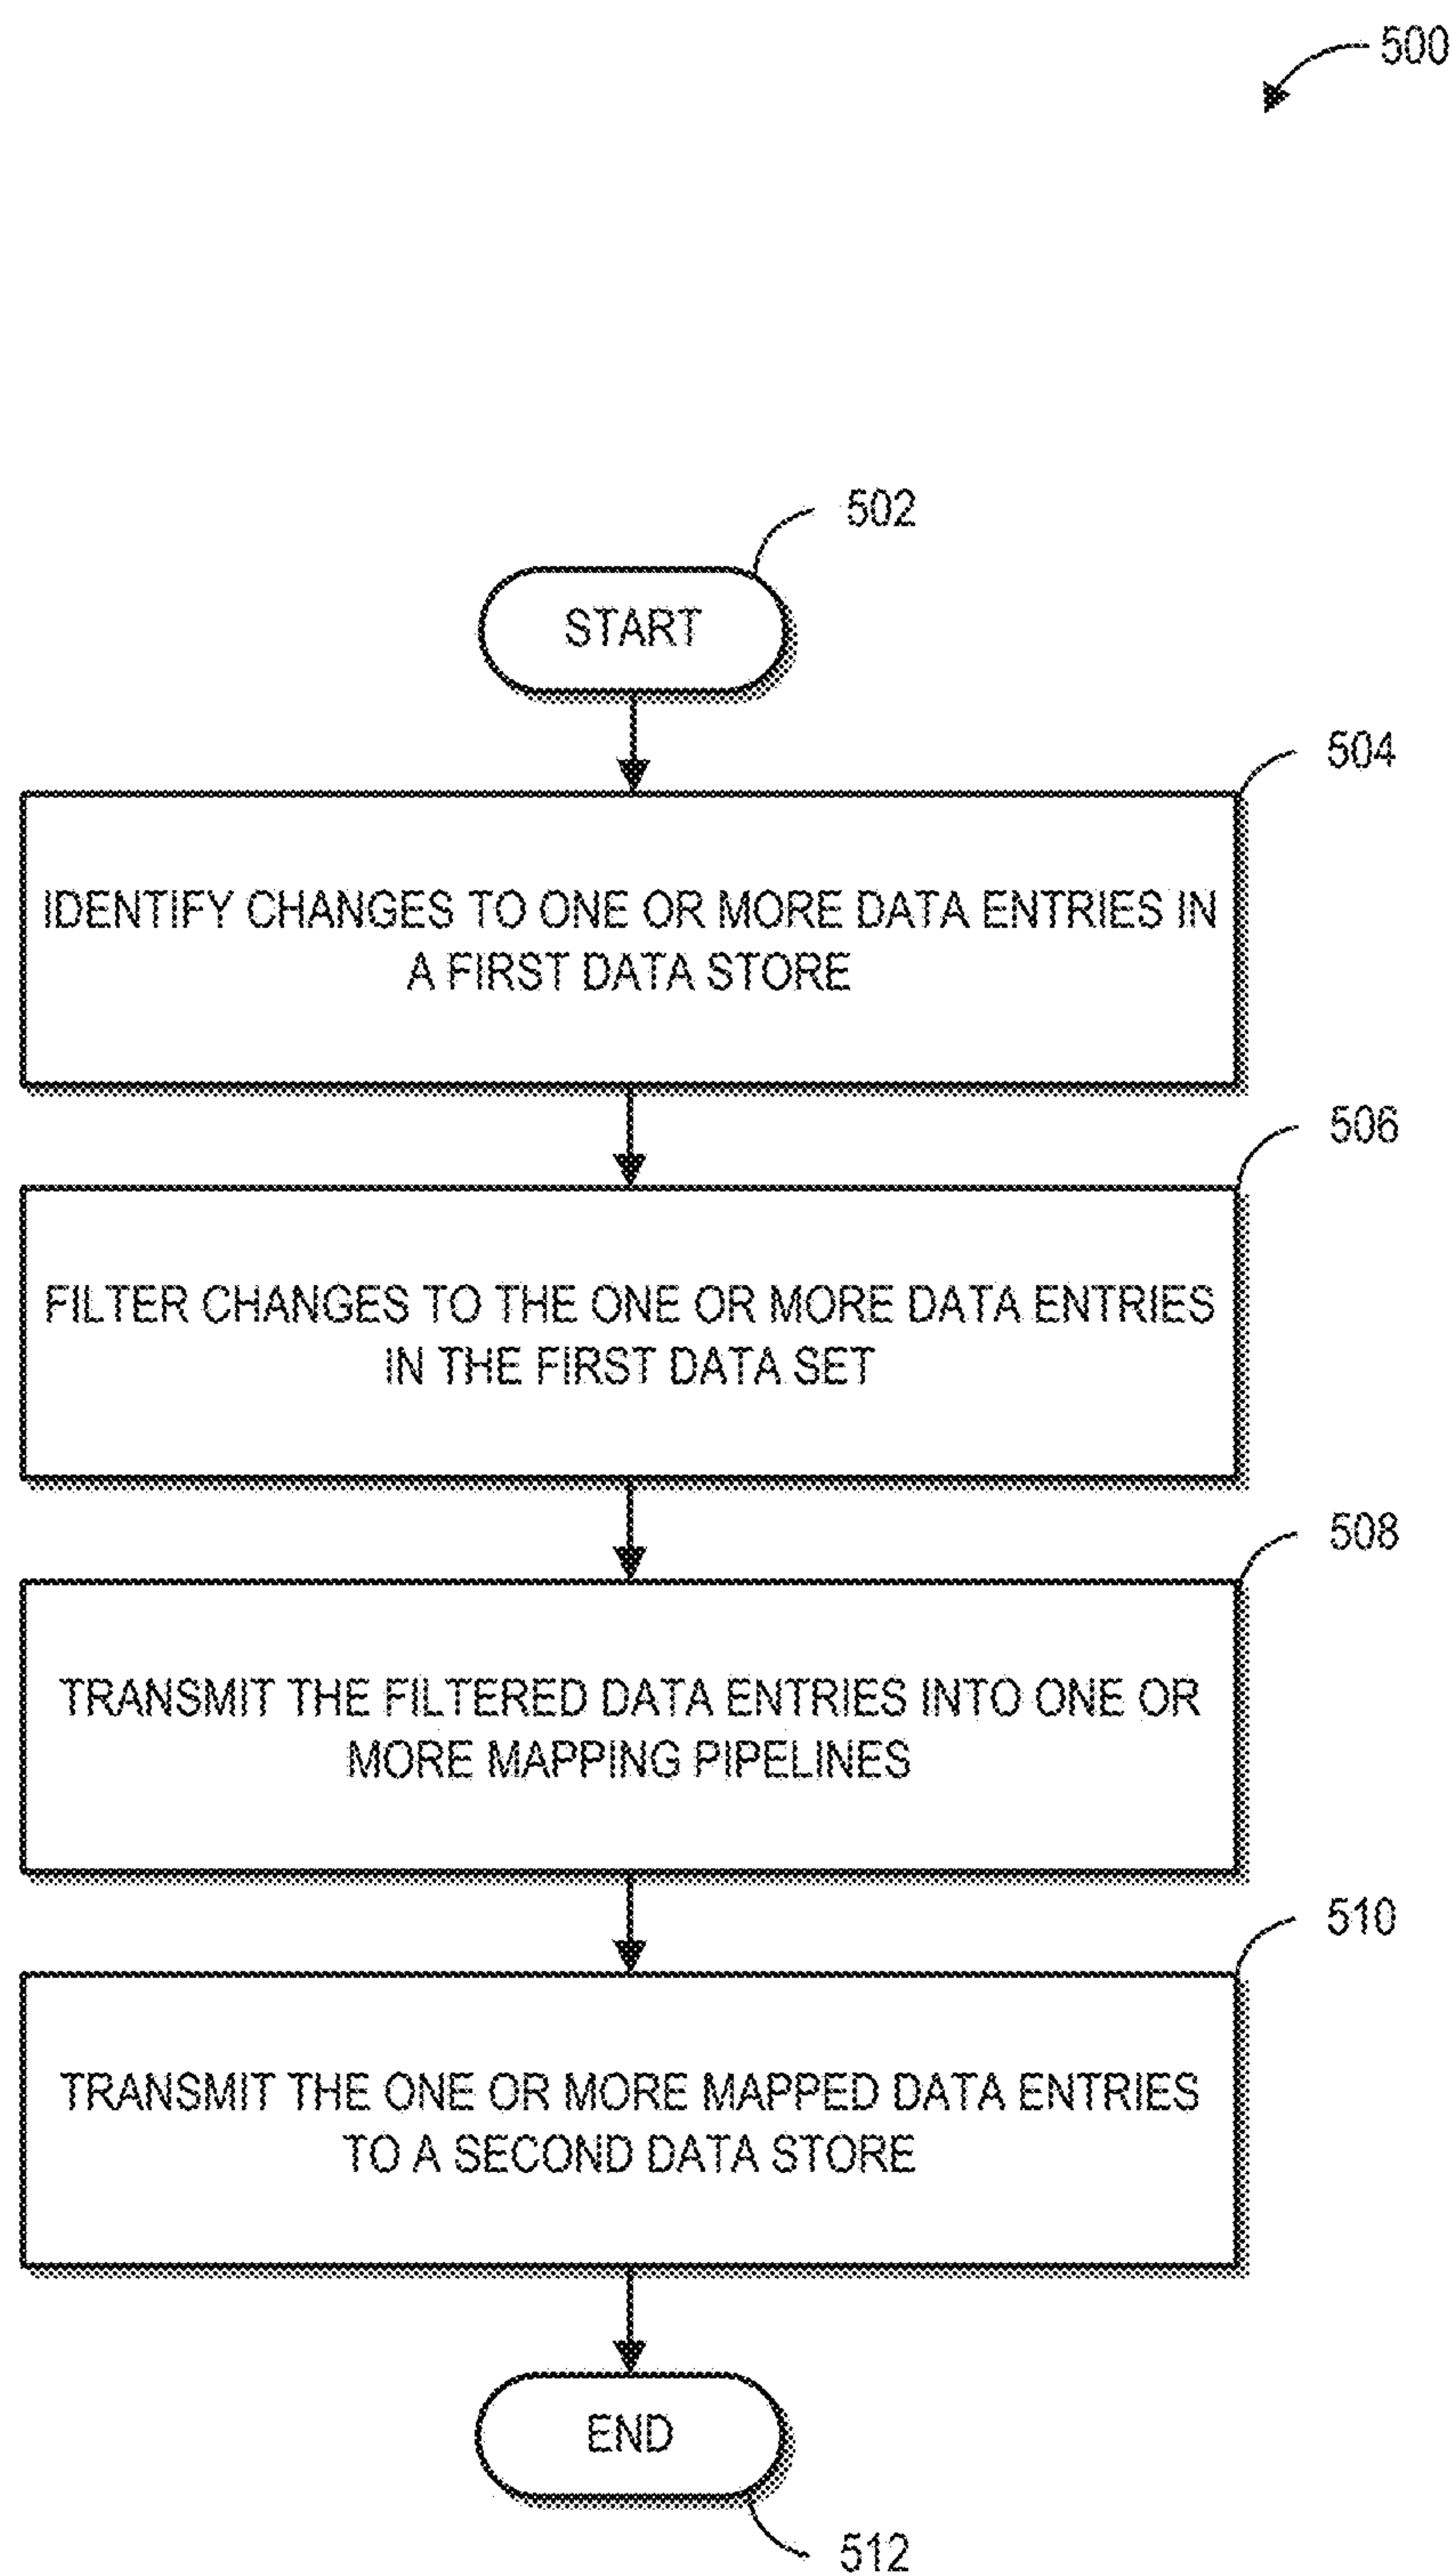 500
502
START
504
IDENTIFY CHANGES TO ONE OR MORE DATA ENTRIES IN
A FIRST DATA STORE
506
FILTER CHANGES TO THE ONE OR MORE DATA ENTRIES
IN THE FIRST DATA SET
508
TRANSMIT THE FILTERED DATA ENTRIES INTO ONE OR
MORE MAPPING PIPELINES
510
TRANSMIT THE ONE OR MORE MAPPED DATA ENTRIES
TO A SECOND DATA STORE
END
512